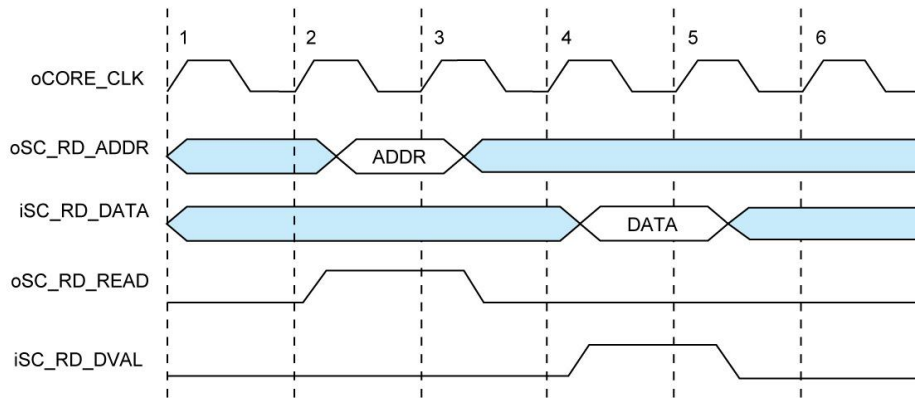 1 2 3 4 5 6
oCORE_CLK
oSC_RD_ADDR ADDR
iSC_RD_DATA DATA
oSC_RD_READ
iSC_RD_DVAL